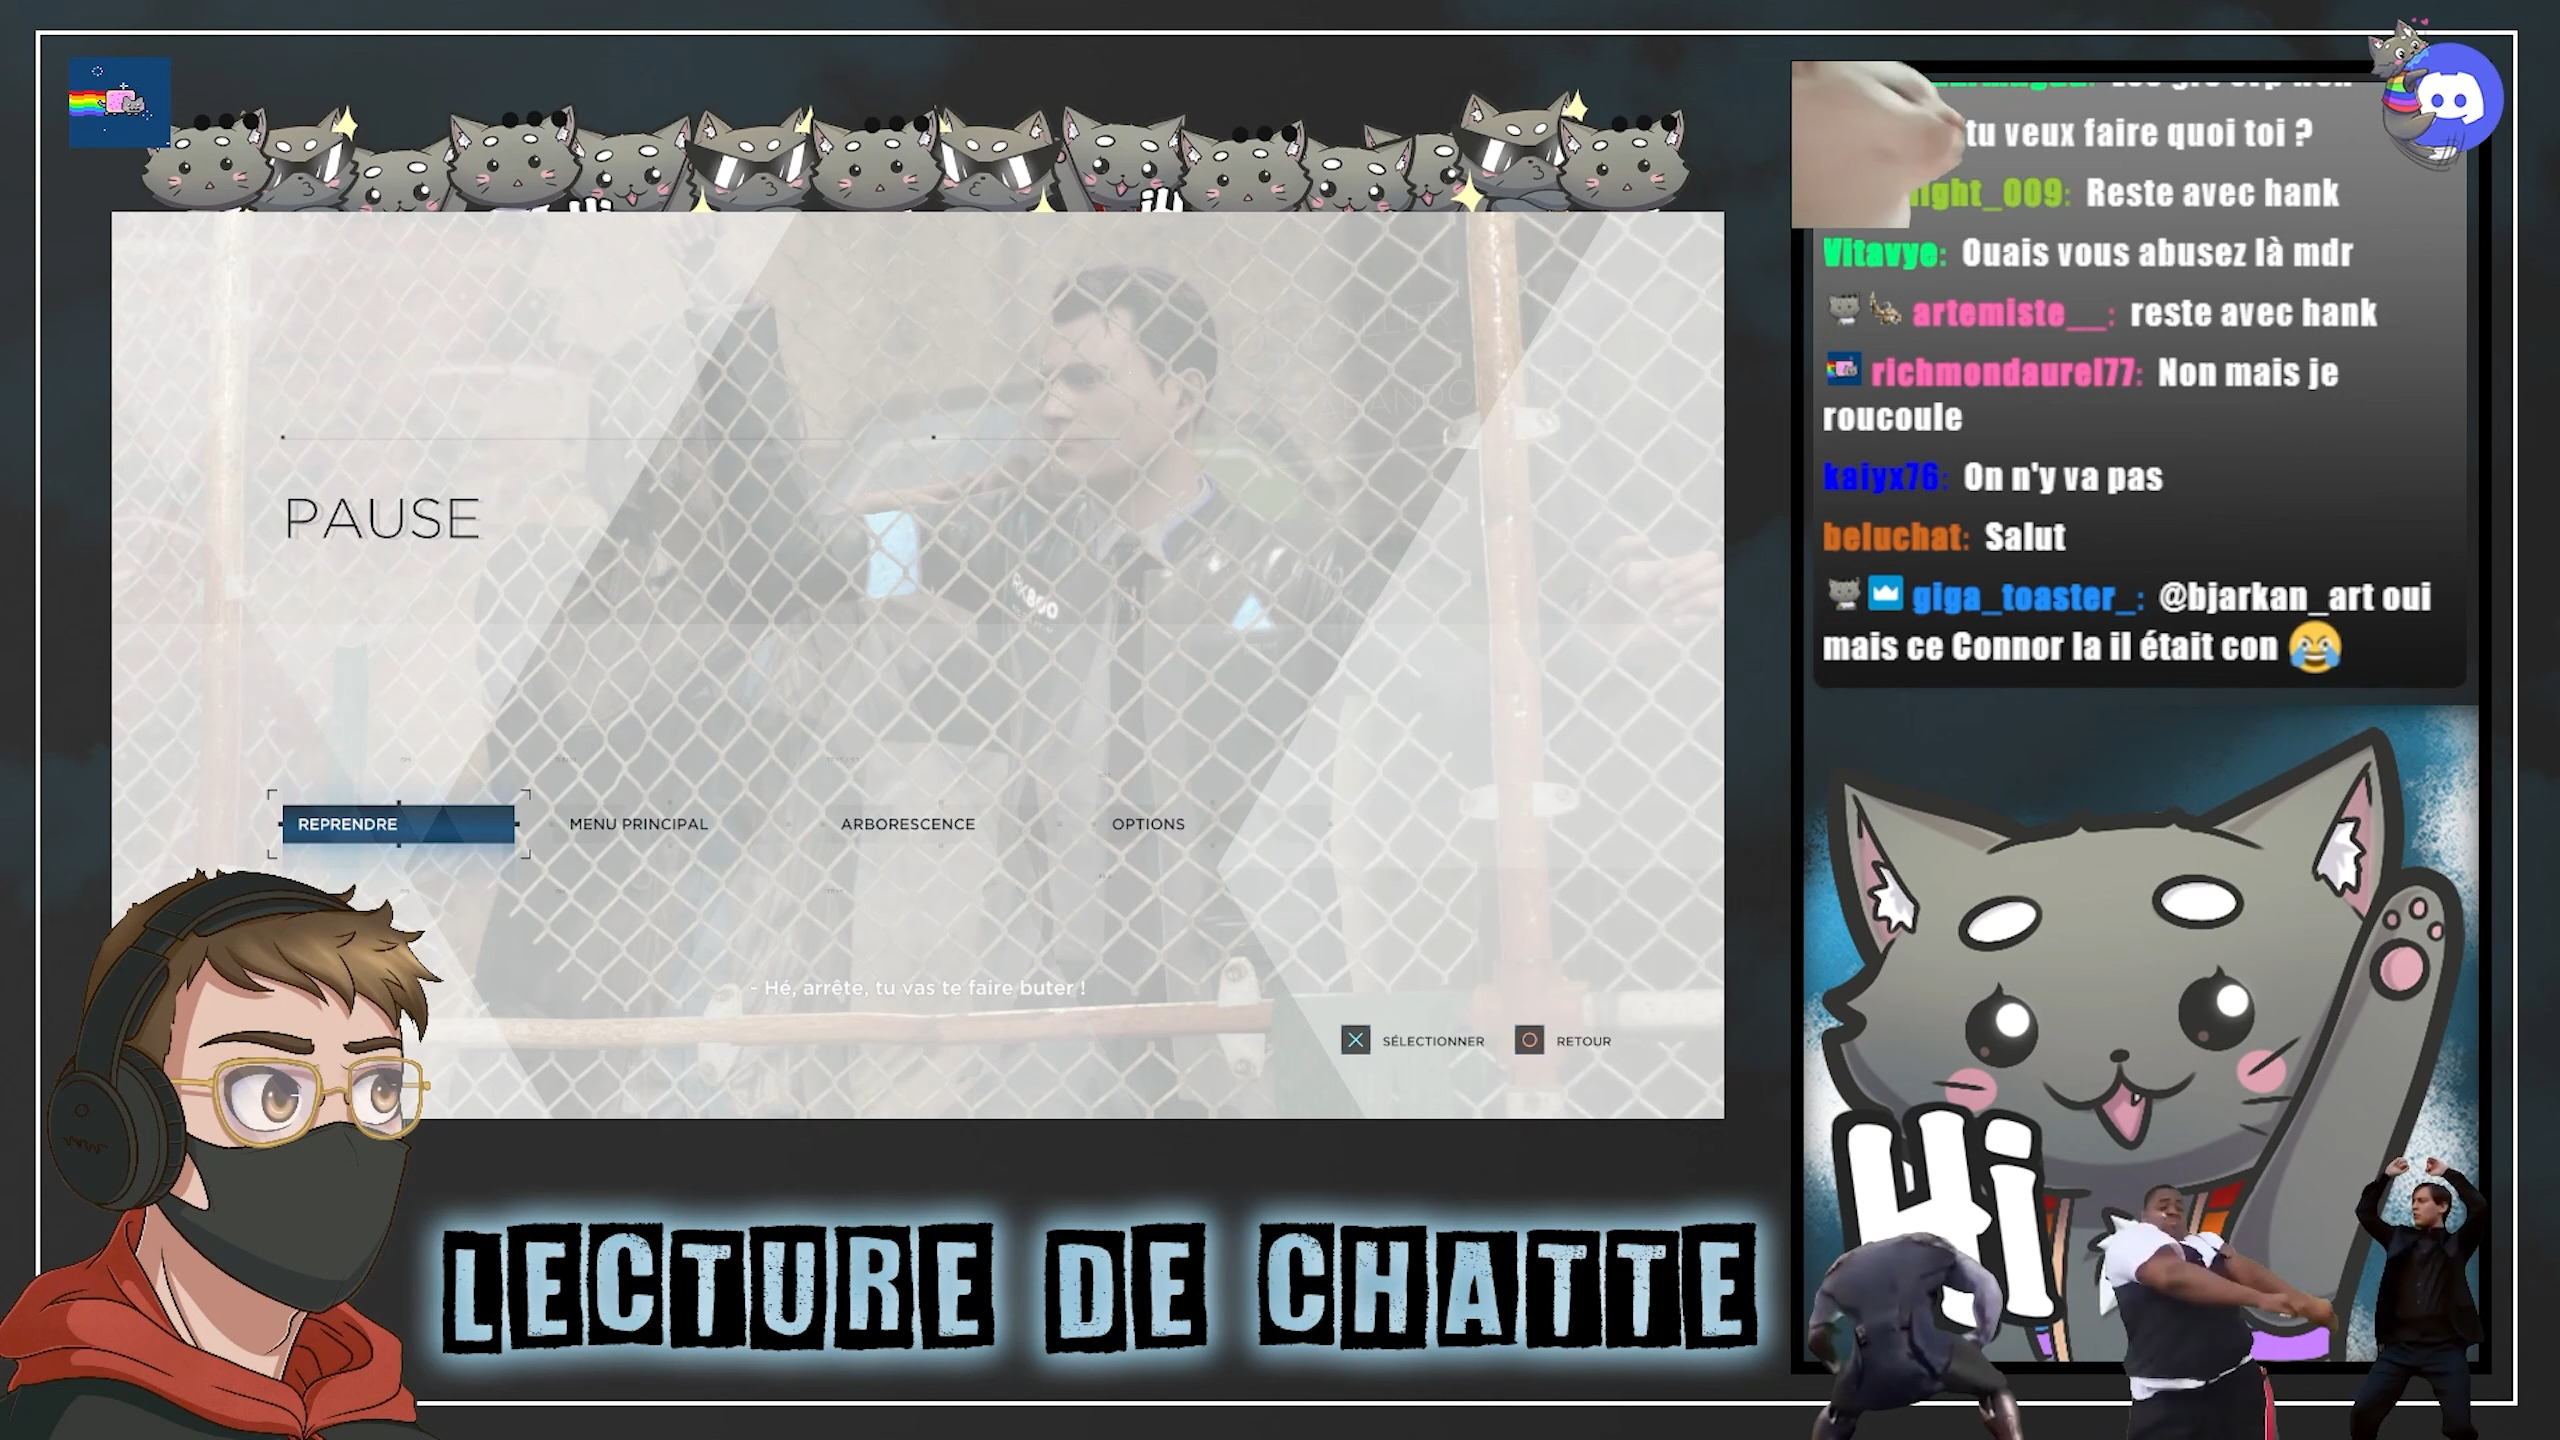 PAUSE
REPRENDRE
MENU PRINCIPAL
ARBORESCENCE
OPTIONS
RK800
- Hé, arrête, tu vas te faire buter !
SÉLECTIONNER
RETOUR
LECTURE DE CHATTE
tu veux faire quoi toi ?
ight_009: Reste avec hank
Vitavye: Ouais vous abusez là mdr
artemiste__: reste avec hank
richmondaurel77: Non mais je
roucoule
kaiyx76: On n'y va pas
beluchat: Salut
giga_toaster_: @bjarkan_art oui
mais ce Connor la il était con 😂
Hi